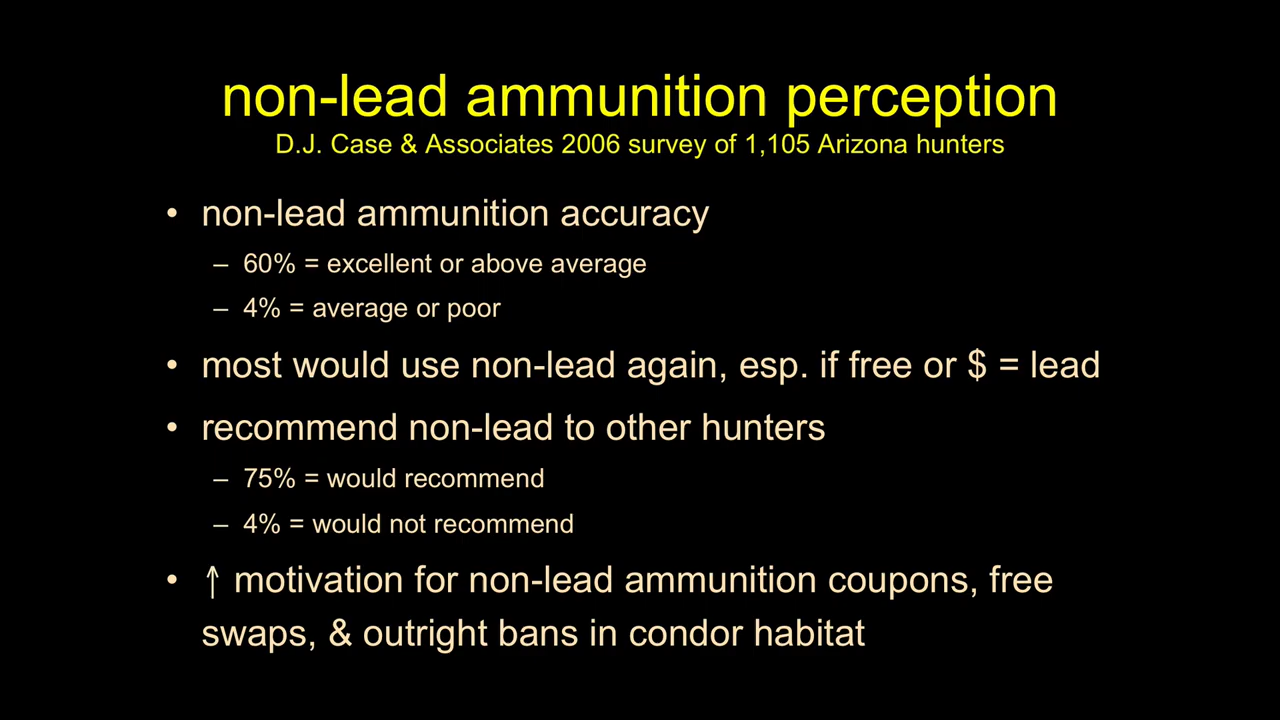 non-lead ammunition perception
D.J. Case & Associates 2006 survey of 1,105 Arizona hunters
• non-lead ammunition accuracy
– 60% = excellent or above average
– 4% = average or poor
• most would use non-lead again, esp. if free or $ = lead
• recommend non-lead to other hunters
– 75% = would recommend
– 4% = would not recommend
• ↑ motivation for non-lead ammunition coupons, free
swaps, & outright bans in condor habitat